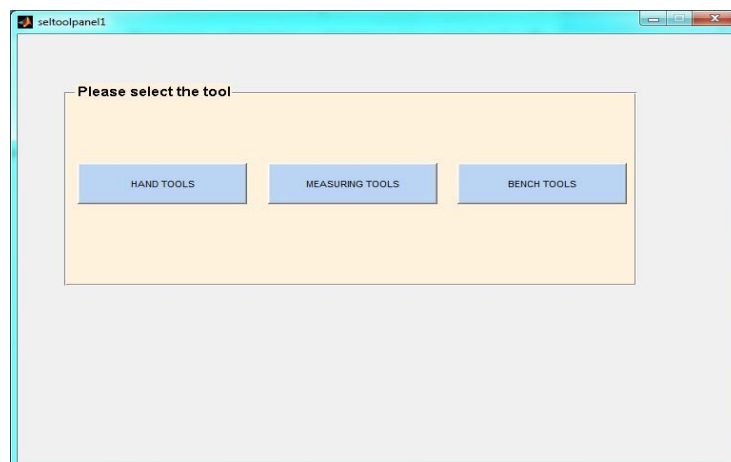 seltoolpanel1
Please select the tool
HAND TOOLS
MEASURING TOOLS
BENCH TOOLS